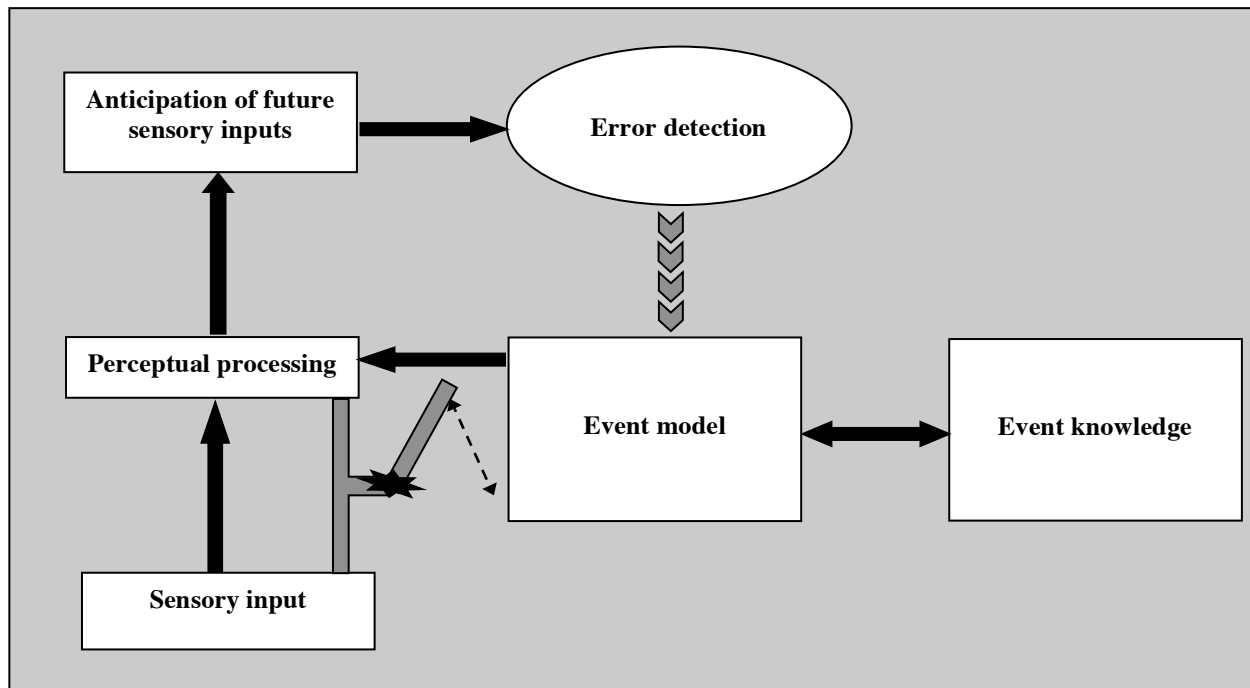 Anticipation of future
sensory inputs
Error detection
Perceptual processing
Event model
Event knowledge
Sensory input